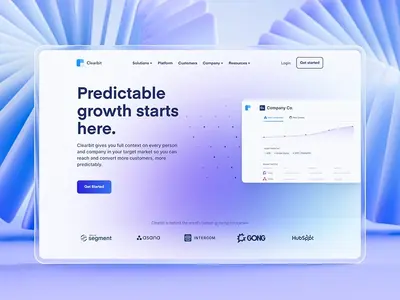 Clearbit
Solutions
Platform
Customers
Company
Resources
Login
Get started
Predictable
growth starts
here.
Clearbit gives you full context on every person
and company in your target market so you can
reach and convert more customers, more
predictably.
Get Started
Company Co.
segment
asana
INTERCOM
GONG
HubSpot